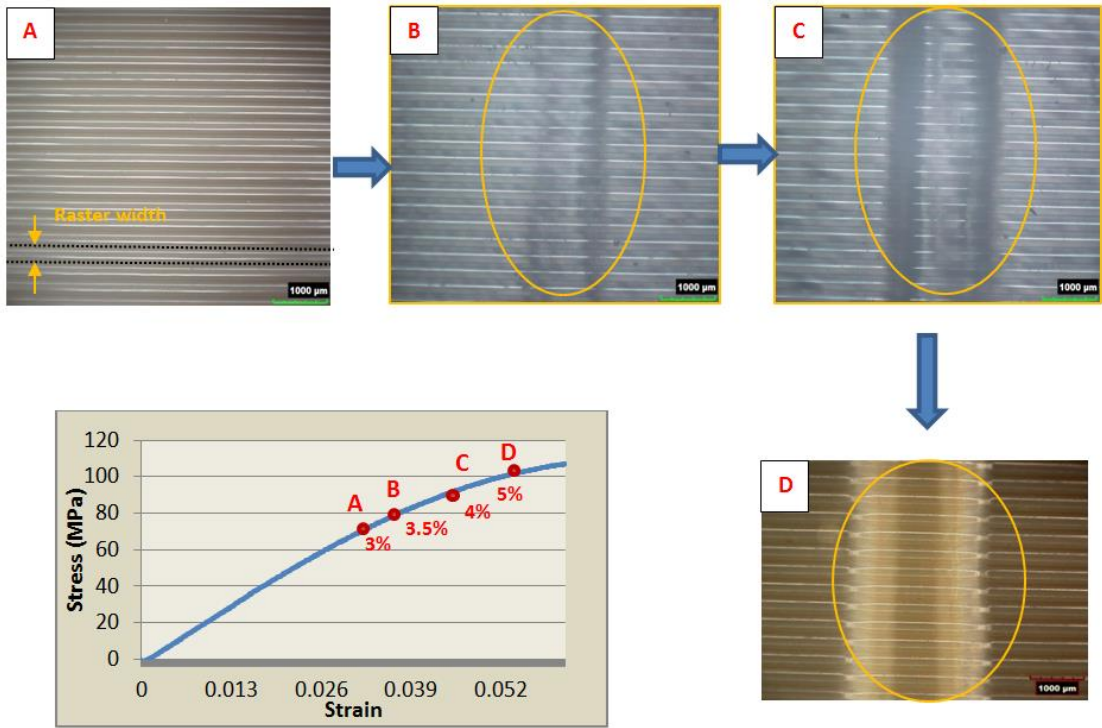 A
B
C
Raster width
1000 µm
1000 µm
1000 µm
120
100
80
60
40
20
0
Stress (MPa)
A
B
C
D
3%
3.5%
4%
5%
0
0.013
0.026
0.039
0.052
Strain
D
1000 µm